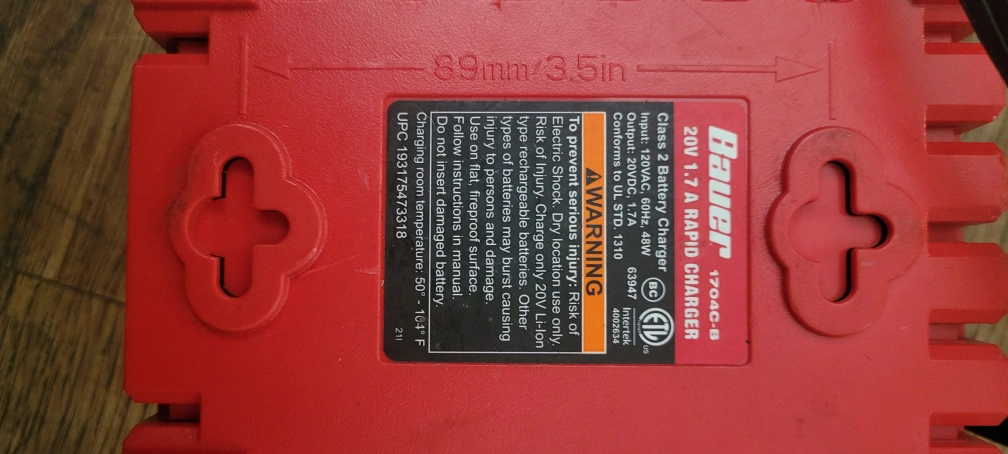 89mm/3.5in
Bauer 1704C-B
20V 1.7 A RAPID CHARGER
Class 2 Battery Charger
Input: 120VAC, 60Hz, 48W
Output: 20VDC, 1.7A 63947
Conforms to UL STD. 1310
BC
ETL
US
Intertek
4002634
WARNING
To prevent serious injury: Risk of
Electric Shock. Dry location use only.
Risk of Injury. Charge only 20V Li-Ion
type rechargeable batteries. Other
types of batteries may burst causing
injury to persons and damage.
Use on flat, fireproof surface.
Follow instructions in manual.
Do not insert damaged battery.
Charging room temperature: 50° - 104° F
UPC 193175473318
21I